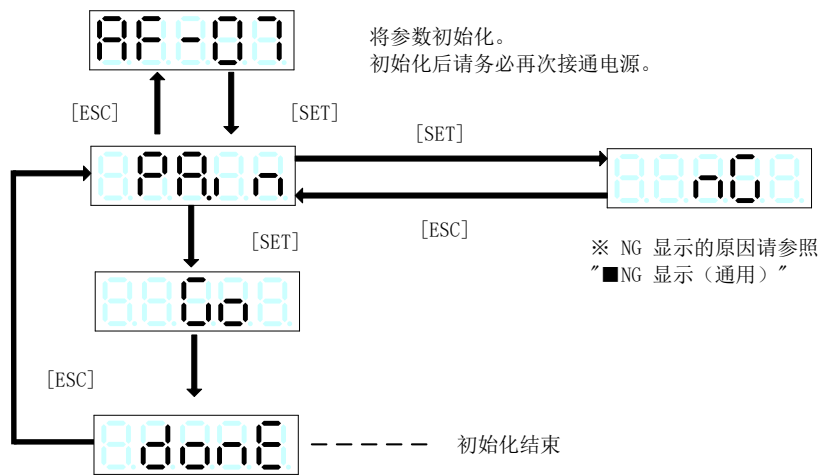 AF-07
将参数初始化。
初始化后请务必再次接通电源。
[ESC]
[SET]
[SET]
PA.i n
nG
[ESC]
[SET]
※ NG 显示的原因请参照
"■NG 显示（通用）"
Go
[ESC]
donE
初始化结束